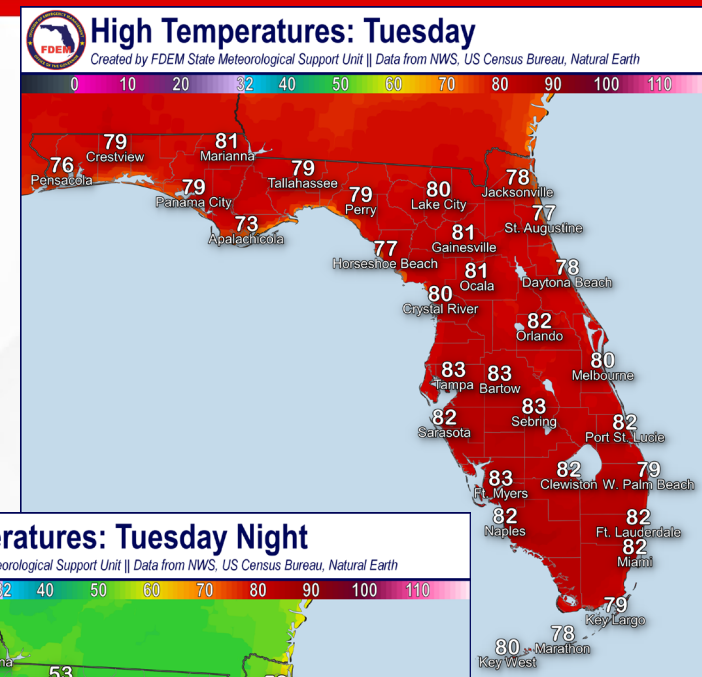 FDEM
High Temperatures: Tuesday
Created by FDEM State Meteorological Support Unit || Data from NWS, US Census Bureau, Natural Earth
0 10 20 32 40 50 60 70 80 90 100 110
79
Crestview
81
Marianna
76
Pensacola
79
Panama City
79
Tallahassee
73
Apalachicola
79
Perry
80
Lake City
78
Jacksonville
77
St. Augustine
81
Gainesville
77
Horseshoe Beach
81
Ocala
78
Daytona Beach
80
Crystal River
82
Orlando
80
Melbourne
83
Tampa
83
Bartow
83
Sebring
82
Sarasota
82
Port St. Lucie
83
Ft. Myers
82
Clewiston
79
W. Palm Beach
82
Naples
82
Ft. Lauderdale
82
Miami
79
Key Largo
78
Marathon
80
Key West
eratures: Tuesday Night
eorological Support Unit || Data from NWS, US Census Bureau, Natural Earth
32 40 50 60 70 80 90 100 110
na
53